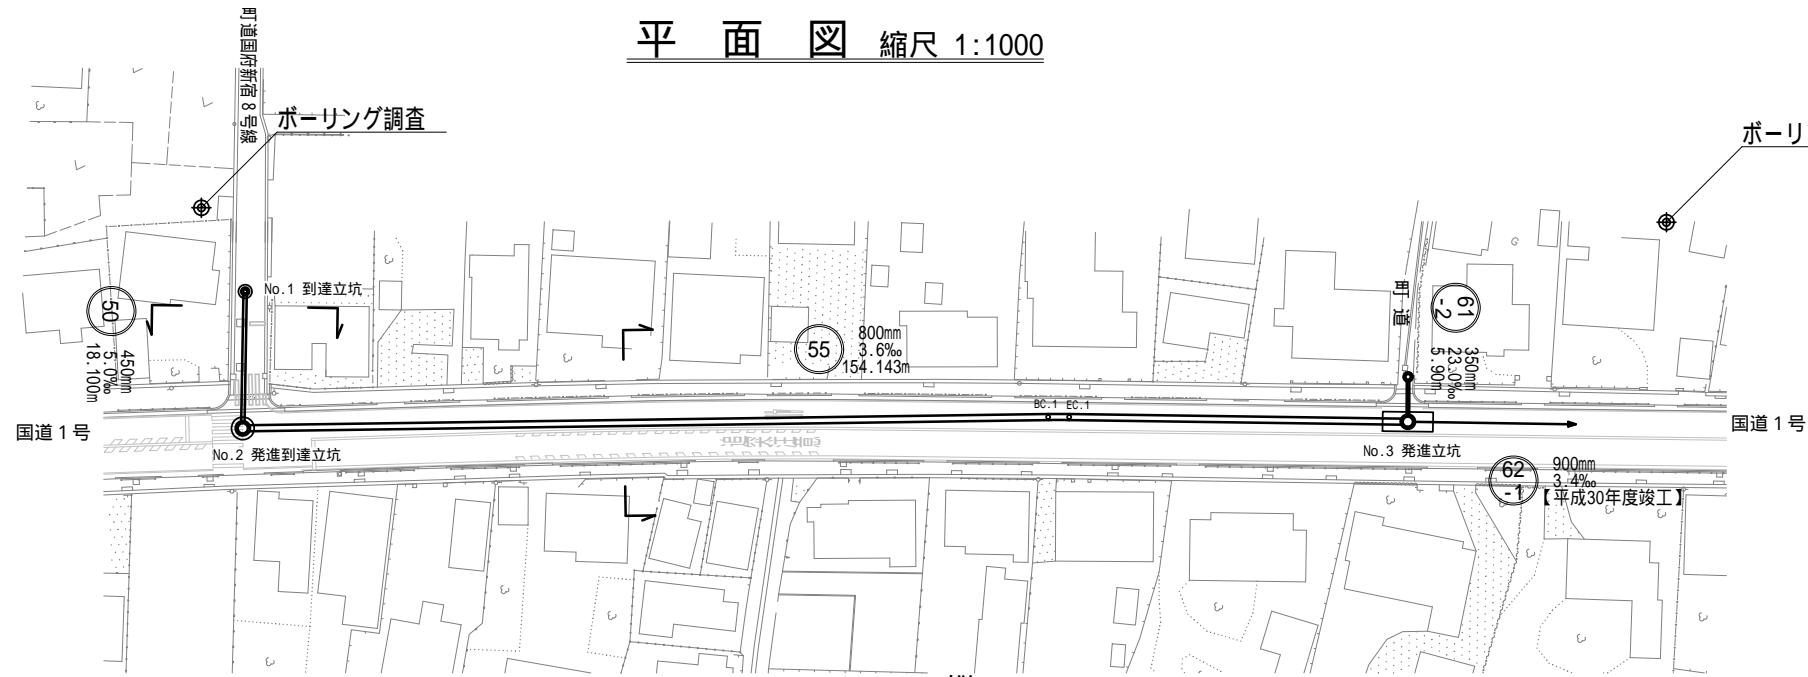 平面図 縮尺 1:1000
町道国府新宿8号線
ボーリング調査
ボーリ
No.1 到達立坑
50
450mm
5.0‰
18.100m
55
800mm
3.6‰
154.143m
町道
61
-2
350mm
23.0‰
5.90m
BC.1 EC.1
国道1号
国道1号
No.2 発進到達立坑
No.3 発進立坑
62
-1
900mm
3.4‰
【平成30年度竣工】